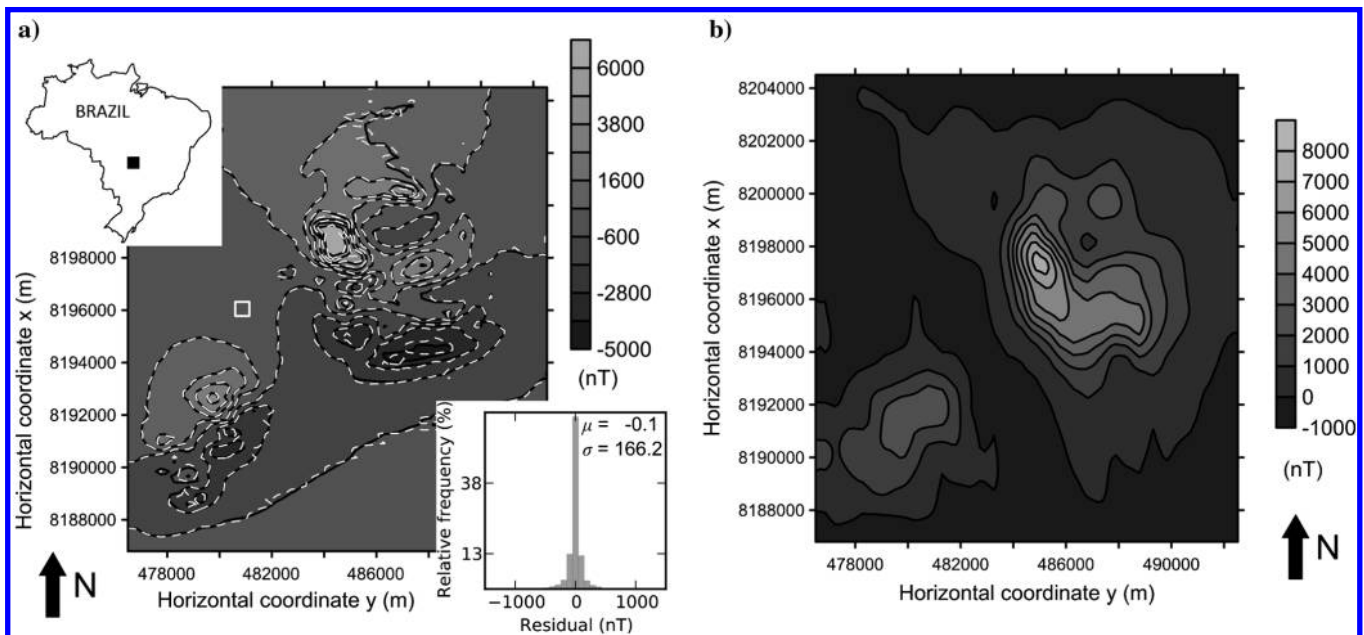 a)
BRAZIL
8198000
8196000
8194000
8192000
8190000
8188000
Horizontal coordinate x (m)
478000
482000
486000
Horizontal coordinate y (m)
N
6000
3800
1600
-600
-2800
-5000
(nT)
μ = -0.1
σ = 166.2
38
13
Relative frequency (%)
−1000
0
1000
Residual (nT)
b)
8204000
8202000
8200000
8198000
8196000
8194000
8192000
8190000
8188000
Horizontal coordinate x (m)
478000
482000
486000
490000
Horizontal coordinate y (m)
8000
7000
6000
5000
4000
3000
2000
1000
0
-1000
(nT)
N